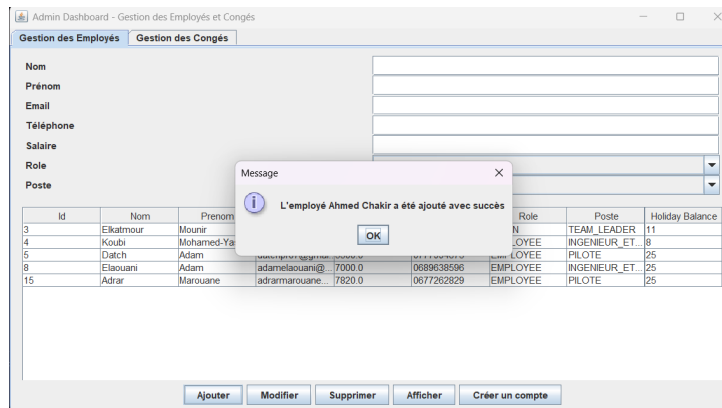 Admin Dashboard - Gestion des Employés et Congés
Gestion des Employés Gestion des Congés
Nom
Prénom
Email
Téléphone
Salaire
Role
Poste
Message
L'employé Ahmed Chakir a été ajouté avec succès
OK
Id Nom Prenom Role Poste Holiday Balance
3 Elkatmour Mounir TEAM_LEADER 11
4 Koubi INGENIEUR_ET... 8
5 Datch Adam EMPLOYEE PILOTE 25
8 Elaouani Adam adamelaouani@... 7000.0 0689638596 EMPLOYEE INGENIEUR_ET... 25
15 Adrar Marouane adrarmarouane... 7820.0 0677262829 EMPLOYEE PILOTE 25
Ajouter Modifier Supprimer Afficher Créer un compte